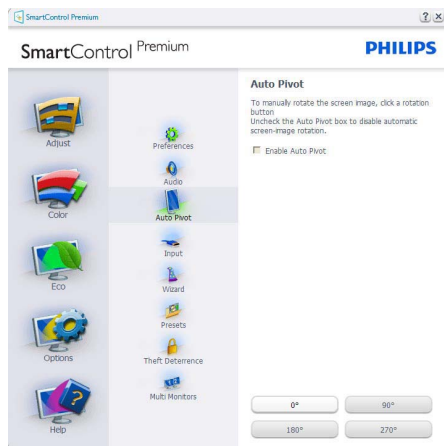 SmartControl Premium
? x
SmartControl Premium
PHILIPS
Adjust
Color
Eco
Options
Help
Preferences
Audio
Auto Pivot
Input
Wizard
Presets
Theft Deterrence
Multi Monitors
Auto Pivot
To manually rotate the screen image, click a rotation
button
Uncheck the Auto Pivot box to disable automatic
screen-image rotation.
Enable Auto Pivot
0°
90°
180°
270°